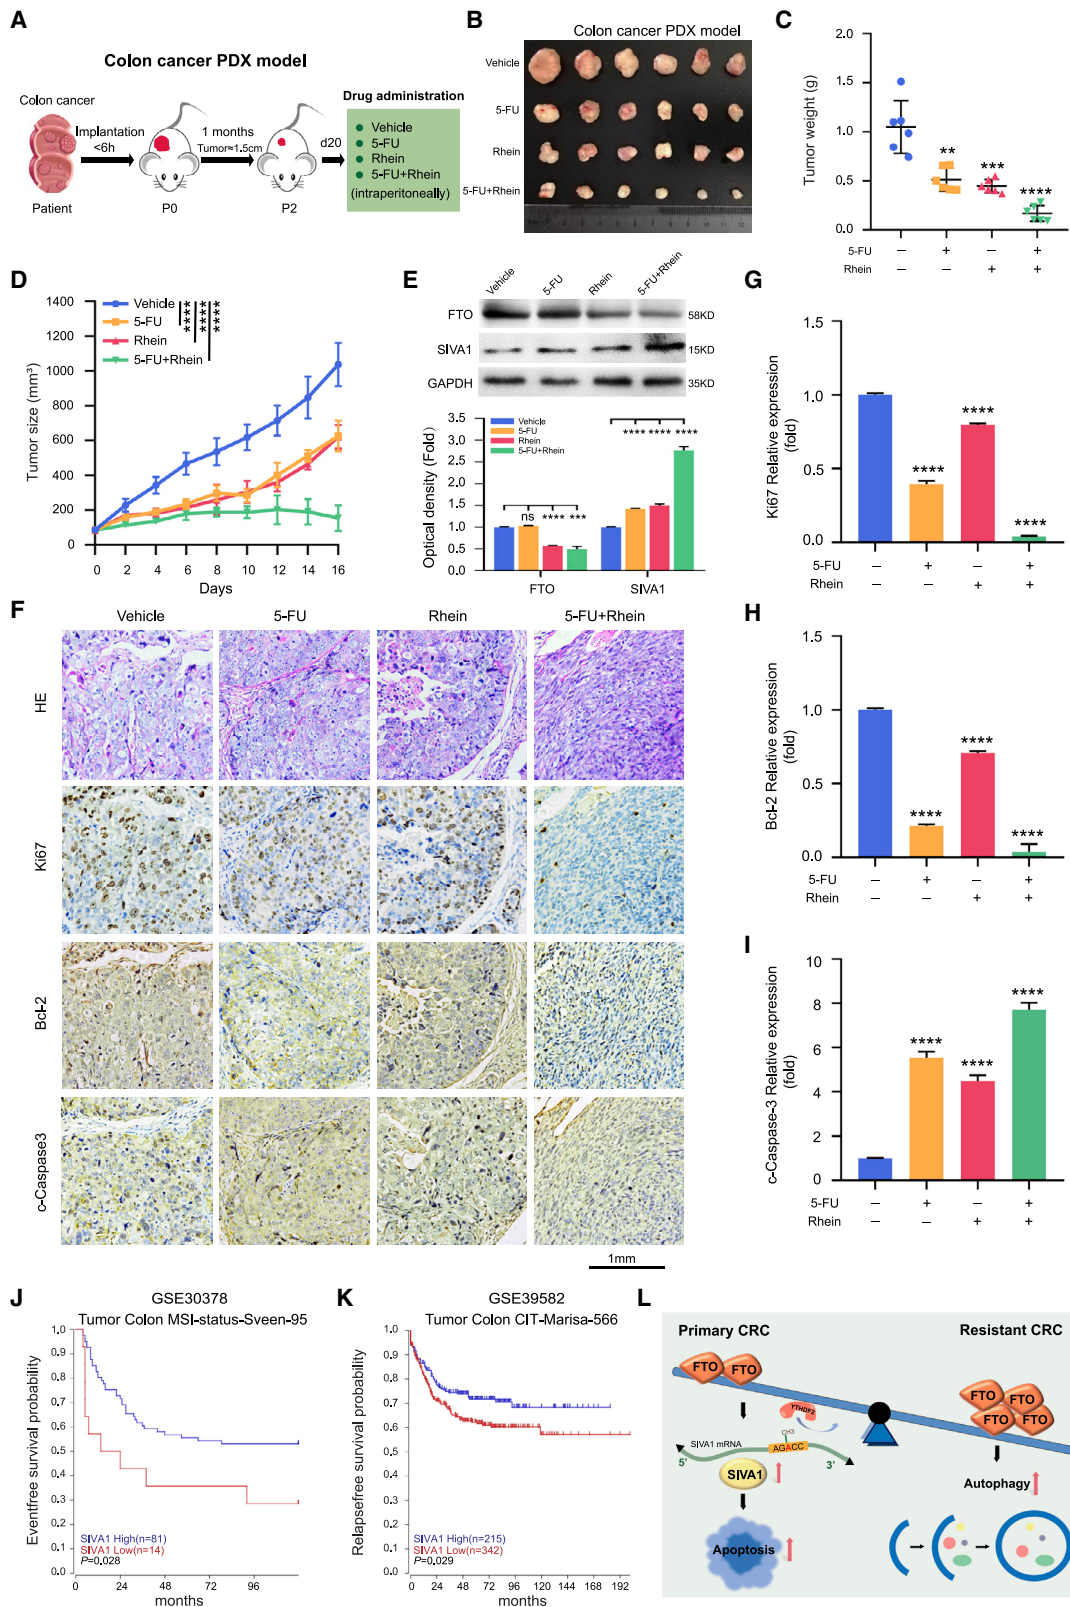 A
Colon cancer PDX model
Colon cancer
Implantation
<6h
1 months
Tumor≈1.5cm
d20
Patient
P0
P2
Drug administration
Vehicle
5-FU
Rhein
5-FU+Rhein
(intraperitoneally)
B
Colon cancer PDX model
Vehicle
5-FU
Rhein
5-FU+Rhein
C
Tumor weight (g)
2.0
1.5
1.0
0.5
0.0
**
***
****
5-FU – + – +
Rhein – – + +
D
Tumor size (mm³)
1400
1200
1000
800
600
400
200
0
Vehicle
5-FU
Rhein
5-FU+Rhein
****
****
****
0 2 4 6 8 10 12 14 16
Days
E
Vehicle
5-FU
Rhein
5-FU+Rhein
FTO 58KD
SIVA1 15KD
GAPDH 35KD
Optical density (Fold)
3.5
3.0
2.5
2.0
1.5
1.0
0.5
0.0
Vehicle
5-FU
Rhein
5-FU+Rhein
ns **** ***
**** **** ****
FTO SIVA1
F
Vehicle 5-FU Rhein 5-FU+Rhein
HE
Ki67
Bcl-2
c-Caspase3
1mm
G
Ki67 Relative expression
(fold)
1.5
1.0
0.5
0.0
****
****
****
5-FU – + – +
Rhein – – + +
H
Bcl-2 Relative expression
(fold)
1.5
1.0
0.5
0.0
****
****
****
5-FU – + – +
Rhein – – + +
I
c-Caspase-3 Relative expression
(fold)
10
8
6
4
2
0
****
****
****
5-FU – + – +
Rhein – – + +
J
GSE30378
Tumor Colon MSI-status-Sveen-95
Eventfree survival probability
1,0
0,9
0,8
0,7
0,6
0,5
0,4
0,3
0,2
0,1
0,0
SIVA1 High(n=81)
SIVA1 Low(n=14)
P=0.028
0 24 48 72 96
months
K
GSE39582
Tumor Colon CIT-Marisa-566
Relapsefree survival probability
1,0
0,9
0,8
0,7
0,6
0,5
0,4
0,3
0,2
0,1
0,0
SIVA1 High(n=215)
SIVA1 Low(n=342)
P=0.029
0 24 48 72 96 120 144 168 192
months
L
Primary CRC
Resistant CRC
FTO FTO
FTO
FTO FTO
FTO FTO
YTHDF2
CH3
SIVA1 mRNA
AGACC
5' 3'
SIVA1
Apoptosis
Autophagy